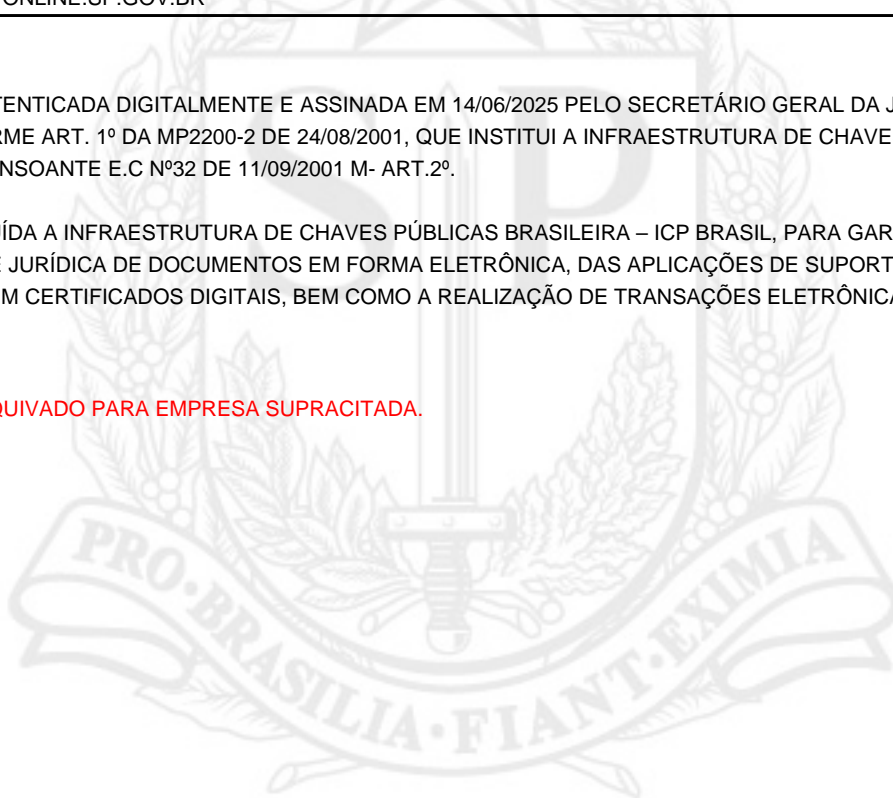 ONLINE.SP.GOV.BR
TENTICADA DIGITALMENTE E ASSINADA EM 14/06/2025 PELO SECRETÁRIO GERAL DA J
RME ART. 1º DA MP2200-2 DE 24/08/2001, QUE INSTITUI A INFRAESTRUTURA DE CHAVE
NSOANTE E.C Nº32 DE 11/09/2001 M- ART.2º.
ÍDA A INFRAESTRUTURA DE CHAVES PÚBLICAS BRASILEIRA – ICP BRASIL, PARA GAR
E JURÍDICA DE DOCUMENTOS EM FORMA ELETRÔNICA, DAS APLICAÇÕES DE SUPORT
M CERTIFICADOS DIGITAIS, BEM COMO A REALIZAÇÃO DE TRANSAÇÕES ELETRÔNICA
QUIVADO PARA EMPRESA SUPRACITADA.
SP
PRO·BRASILIA·FIANT·EXIMIA